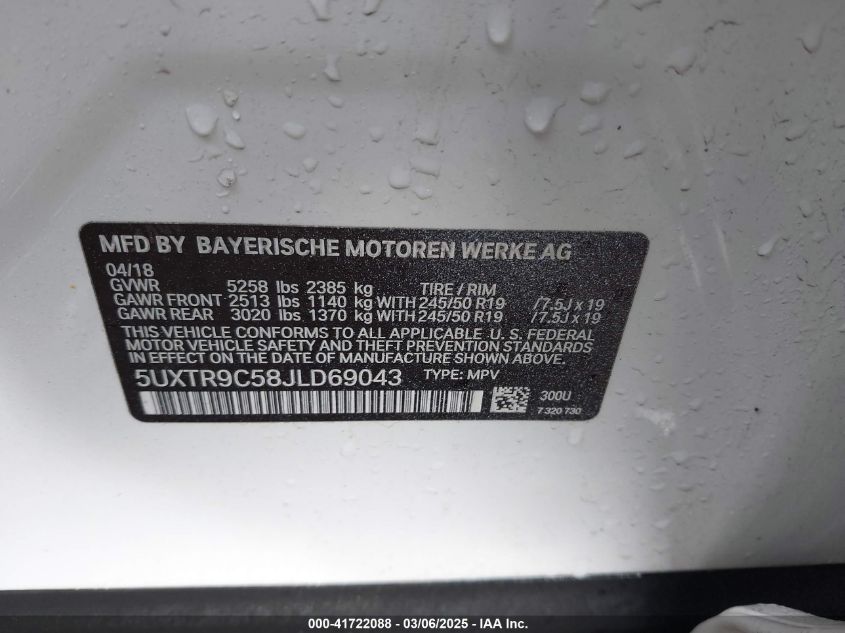 MFD BY BAYERISCHE MOTOREN WERKE AG
04/18
GVWR 5258 lbs 2385 kg TIRE / RIM
GAWR FRONT 2513 lbs 1140 kg WITH 245/50 R19 /7.5J x 19
GAWR REAR 3020 lbs 1370 kg WITH 245/50 R19 /7.5J x 19
THIS VEHICLE CONFORMS TO ALL APPLICABLE U. S. FEDERAL
MOTOR VEHICLE SAFETY AND THEFT PREVENTION STANDARDS
IN EFFECT ON THE DATE OF MANUFACTURE SHOWN ABOVE.
5UXTR9C58JLD69043 TYPE: MPV
300U
7 320 730
000-41722088 - 03/06/2025 - IAA Inc.